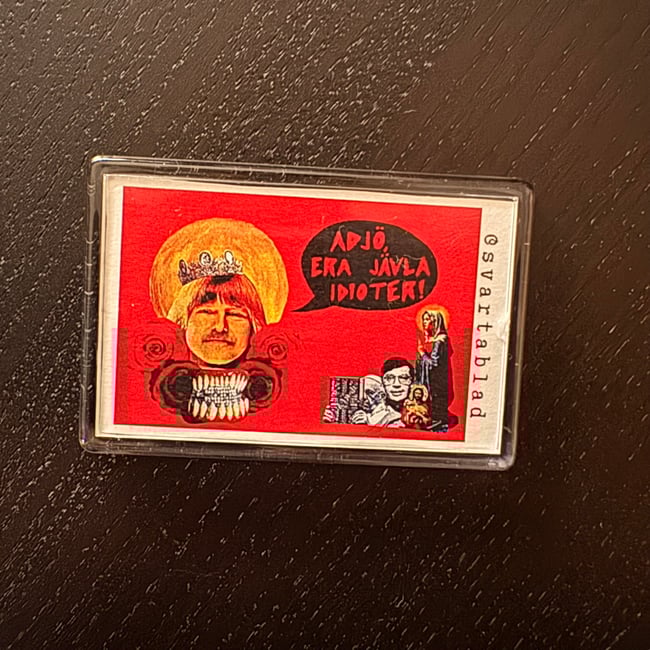 ADJÖ,
ERA JÄVLA
IDIOTER!
@svartablad